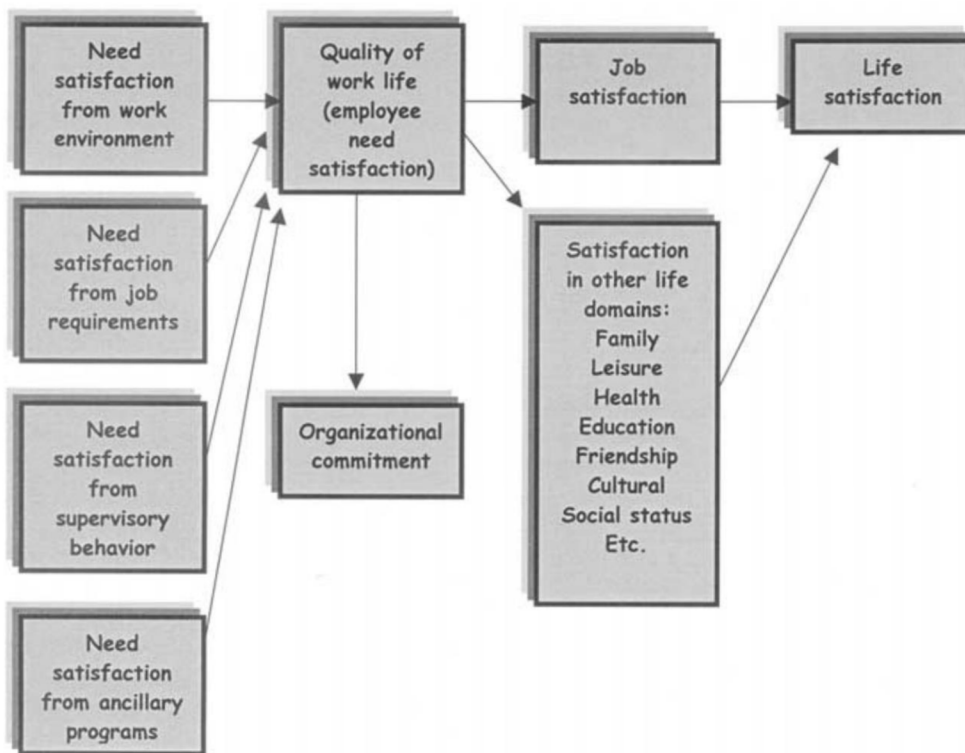 Need
satisfaction
from work
environment
Quality of
work life
(employee
need
satisfaction)
Job
satisfaction
Life
satisfaction
Need
satisfaction
from job
requirements
Need
satisfaction
from
supervisory
behavior
Need
satisfaction
from ancillary
programs
Organizational
commitment
Satisfaction
in other life
domains:
Family
Leisure
Health
Education
Friendship
Cultural
Social status
Etc.